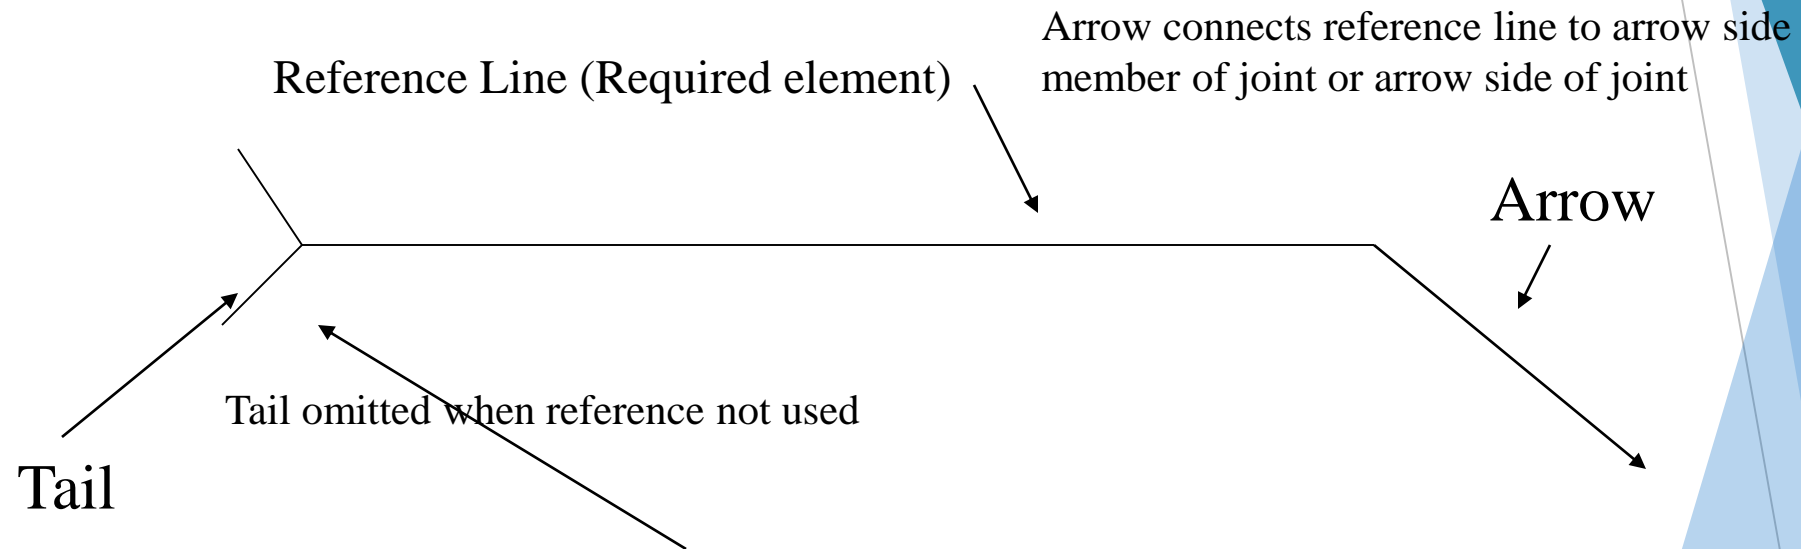 Arrow connects reference line to arrow side
member of joint or arrow side of joint
Reference Line (Required element)
Arrow
Tail omitted when reference not used
Tail